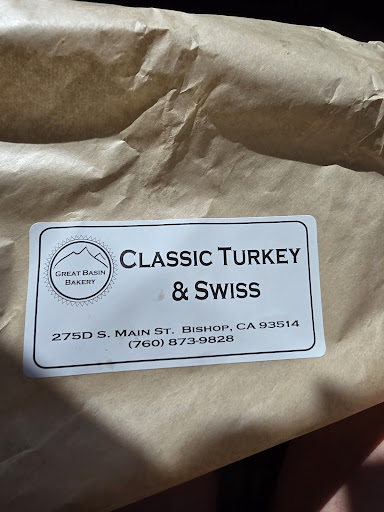 GREAT BASIN
BAKERY
CLASSIC TURKEY
& SWISS
275D S. MAIN ST. BISHOP, CA 93514
(760) 873-9828